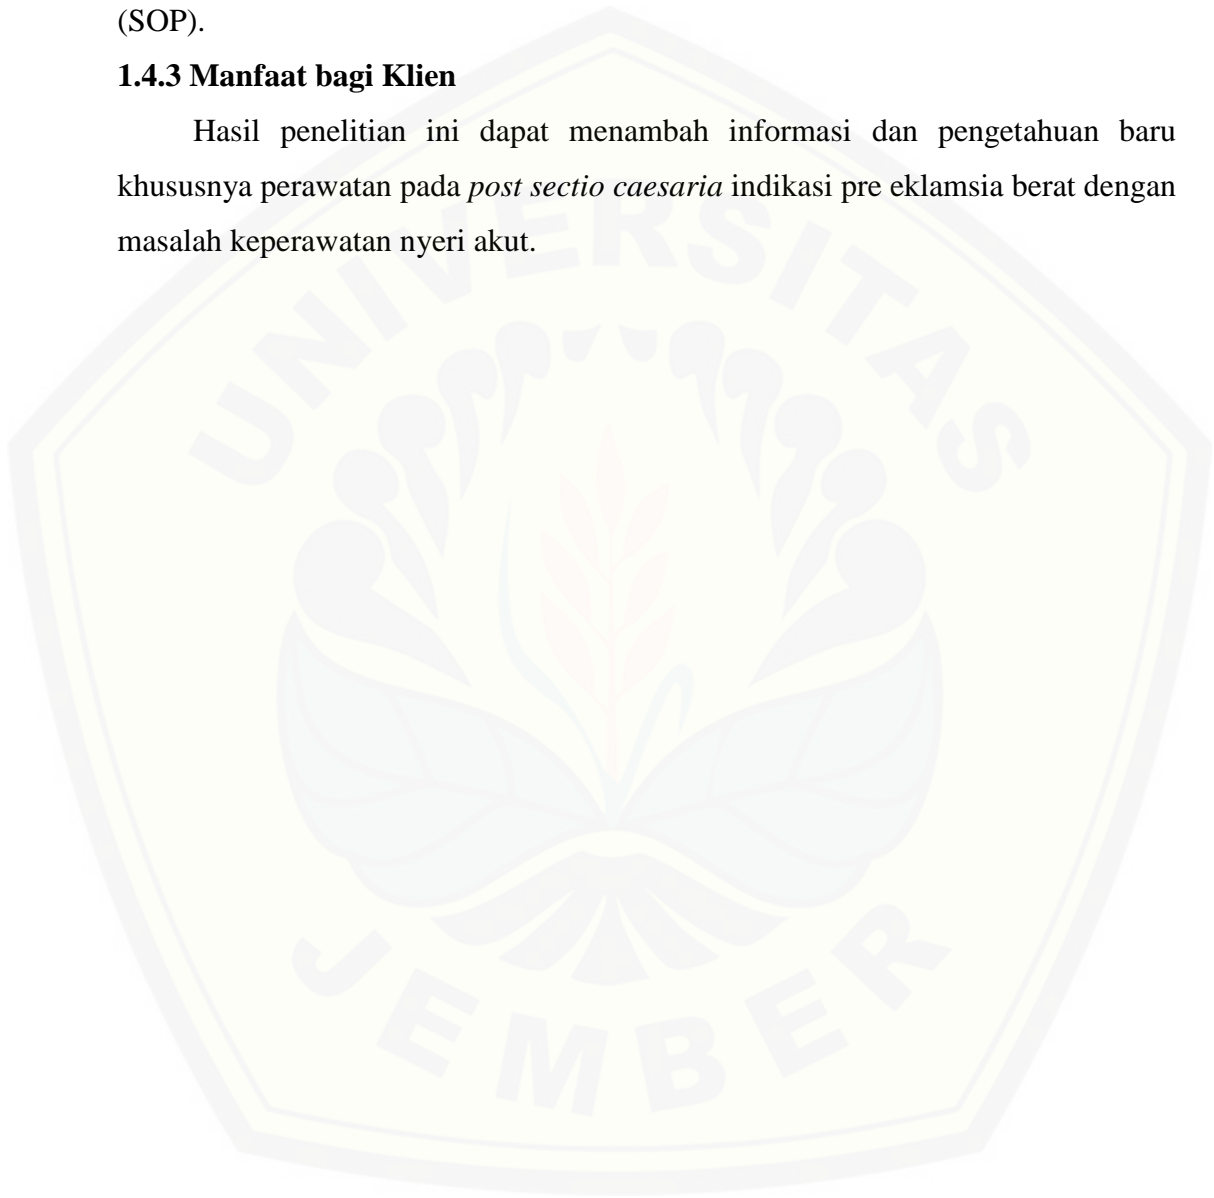 (SOP).
1.4.3 Manfaat bagi Klien
Hasil penelitian ini dapat menambah informasi dan pengetahuan baru
khususnya perawatan pada post sectio caesaria indikasi pre eklamsia berat dengan
masalah keperawatan nyeri akut.
UNIVERSITAS
JEMBER